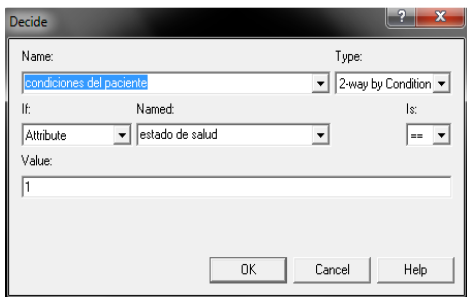 Decide
Name: Type:
condiciones del paciente 2-way by Condition
If: Named: Is:
Attribute estado de salud ==
Value:
1
OK Cancel Help